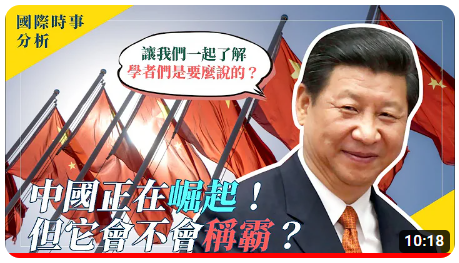 國際時事
分析
讓我們一起了解
學者們是要麼說的？
中國正在崛起！
但它會不會稱霸？
10:18